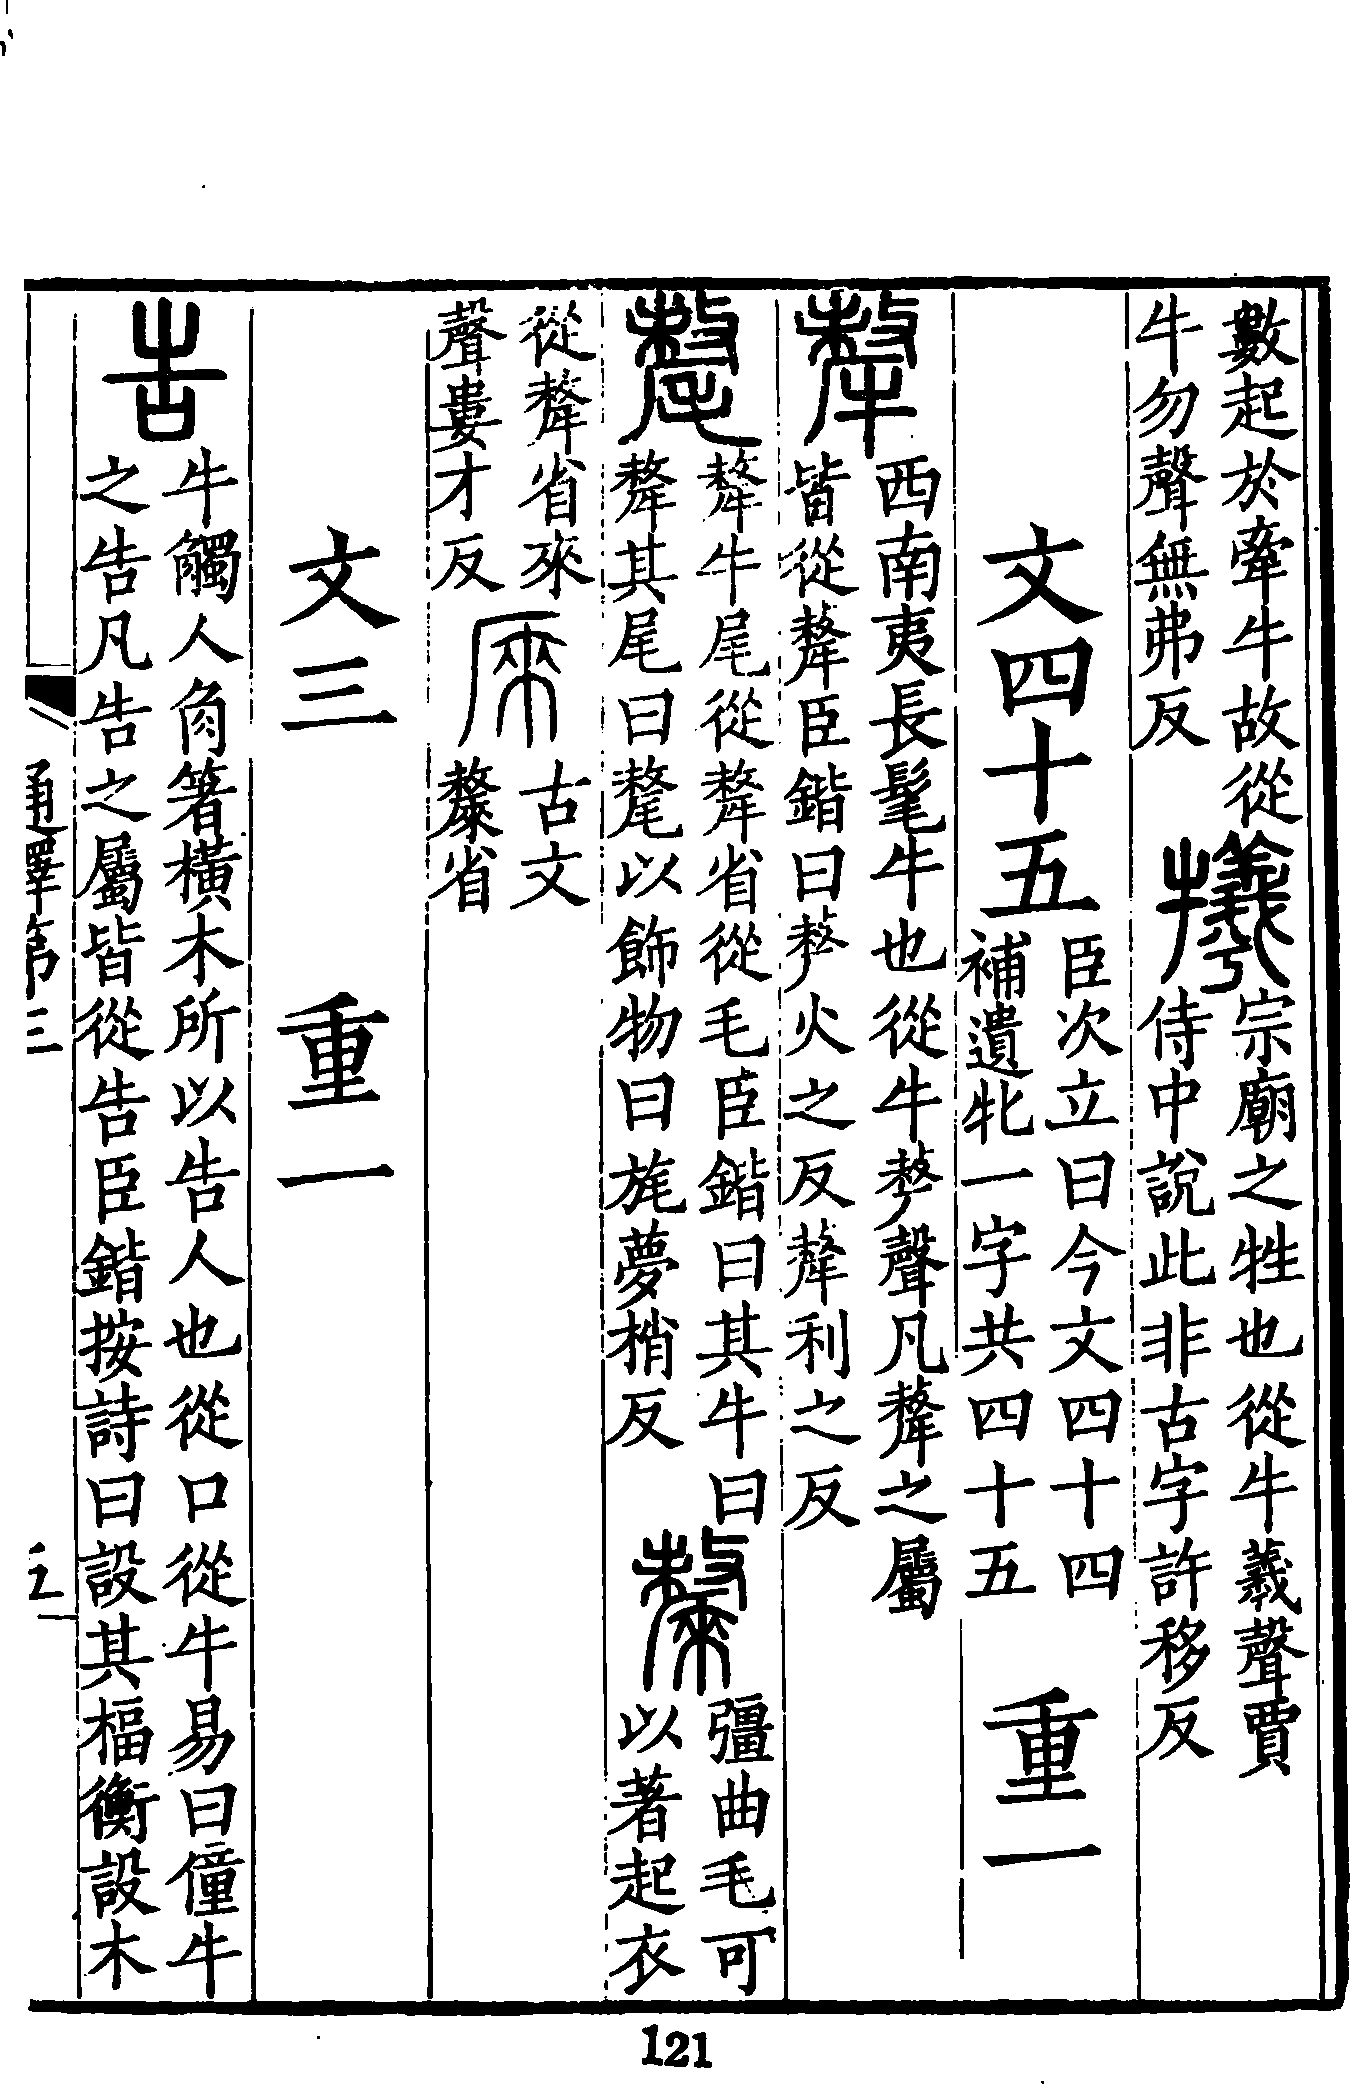 數起於牽牛故從
牛勿聲無弗反
犧
宗廟之牲也從牛羲聲賈
侍中說此非古字許移反
文四十五
臣次立曰今文四十四
補遺牝一字共四十五
重一
犛
西南夷長髦牛也從牛𠩺聲凡犛之屬
皆從犛臣鍇曰𠩺火之反犛利之反
氂
犛牛尾從犛省從毛臣鍇曰其牛曰
犛其尾曰氂以飾物曰旄夢梢反
斄
彊曲毛可
以著起衣
從犛省來
聲婁才反
𠩵
古文
斄省
文三
重一
告
牛觸人角箸橫木所以告人也從口從牛易曰僮牛
之告凡告之屬皆從告臣鍇按詩曰設其楅衡設木
通釋第三
121